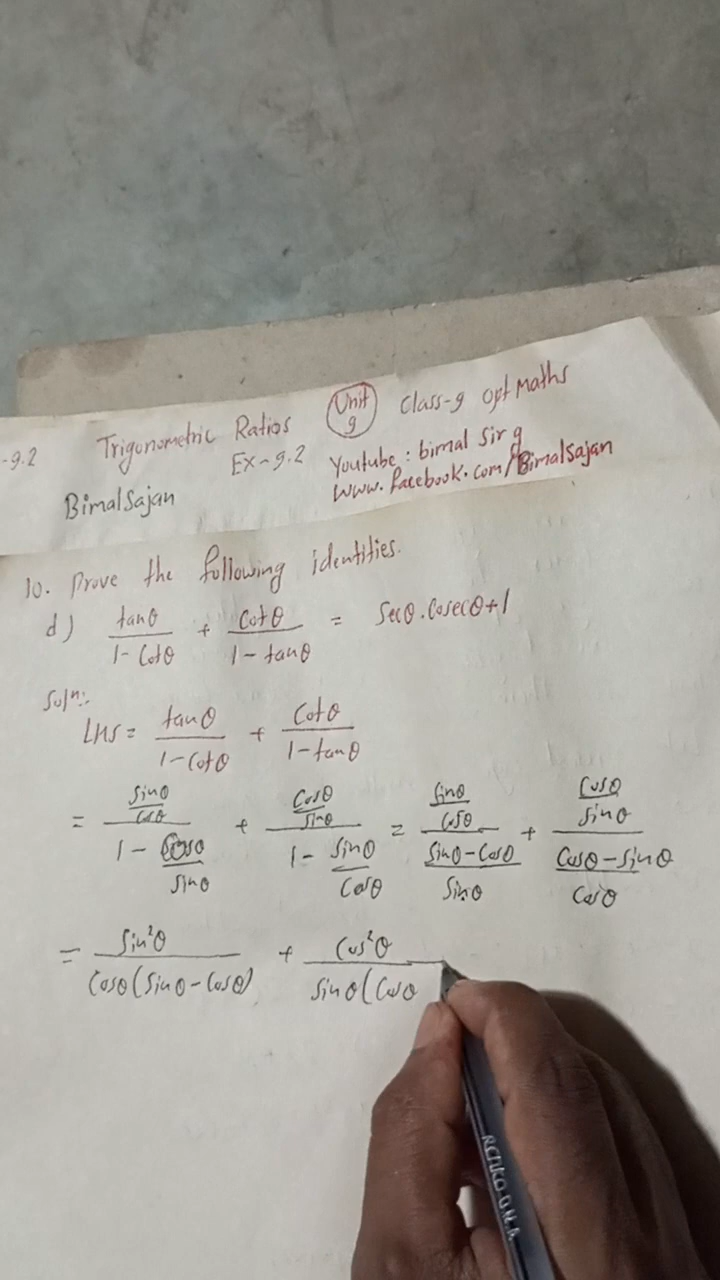 -9.2 Trigonometric Ratios Unit 9 Class-9 Opt Maths
BimalSajan EX-9.2 Youtube : bimal Sir g
www.facebook.com/BimalSajan
10. Prove the following identities.
d) tanθ/(1-Cotθ) + Cotθ/(1-tanθ) = Secθ.Cosecθ+1
Solⁿ:
LHS = tanθ/(1-Cotθ) + Cotθ/(1-tanθ)
= (Sinθ/Cosθ)/(1-Cosθ/Sinθ) + (Cosθ/Sinθ)/(1-Sinθ/Cosθ) = (Sinθ/Cosθ)/((Sinθ-Cosθ)/Sinθ) + (Cosθ/Sinθ)/((Cosθ-Sinθ)/Cosθ)
= Sin²θ/(Cosθ(Sinθ-Cosθ)) + Cos²θ/(Sinθ(Cosθ